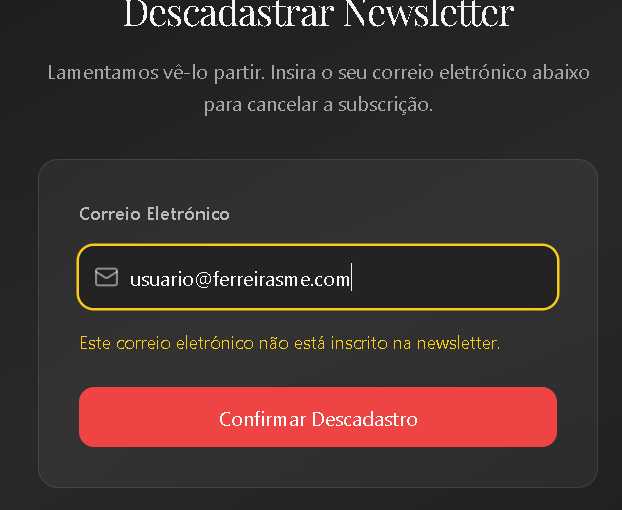 Descadastrar Newsletter
Lamentamos vê-lo partir. Insira o seu correio eletrónico abaixo
para cancelar a subscrição.
Correio Eletrónico
usuario@ferreirasme.com
Este correio eletrónico não está inscrito na newsletter.
Confirmar Descadastro